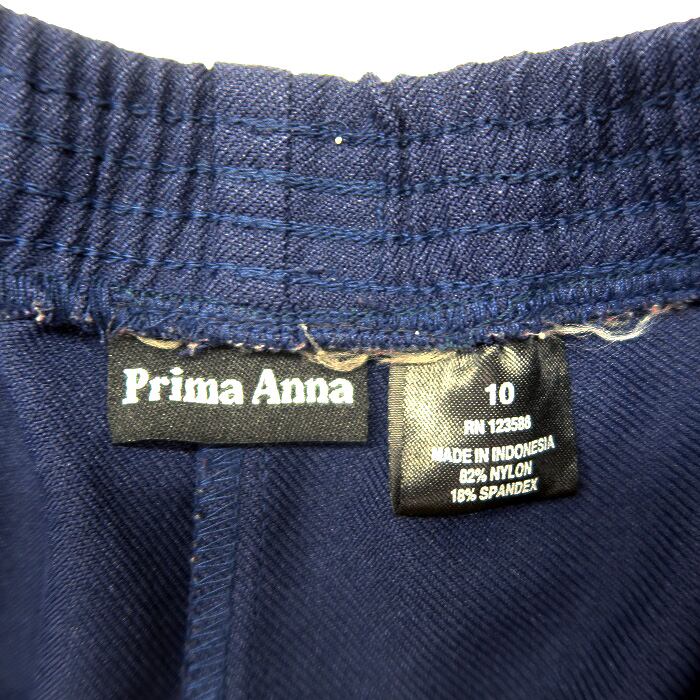 Prima Anna
10
RN 123588
MADE IN INDONESIA
82% NYLON
18% SPANDEX